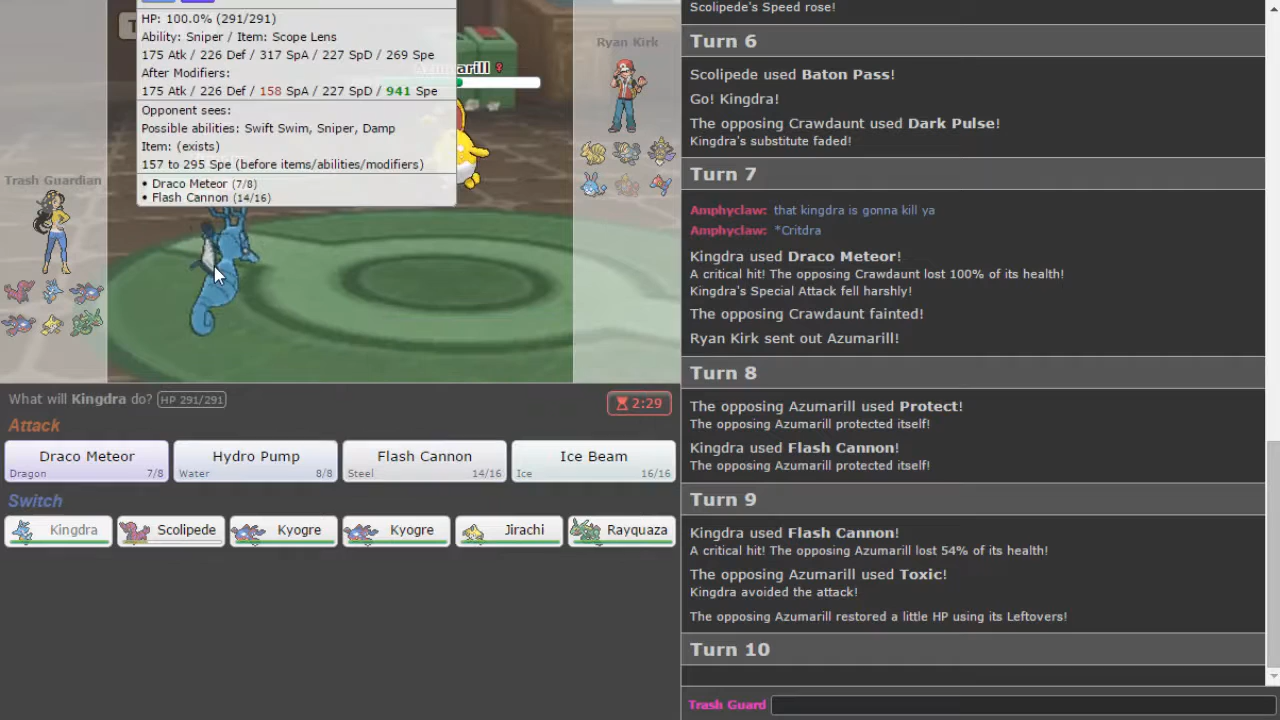 HP: 100.0% (291/291)
Ability: Sniper / Item: Scope Lens
175 Atk / 226 Def / 317 SpA / 227 SpD / 269 Spe
After Modifiers:
175 Atk / 226 Def / 158 SpA / 227 SpD / 941 Spe
Opponent sees:
Possible abilities: Swift Swim, Sniper, Damp
Item: (exists)
157 to 295 Spe (before items/abilities/modifiers)
• Draco Meteor (7/8)
• Flash Cannon (14/16)
Trash Guardian
Ryan Kirk
What will Kingdra do? HP 291/291
2:29
Attack
Draco Meteor
Dragon 7/8
Hydro Pump
Water 8/8
Flash Cannon
Steel 14/16
Ice Beam
Ice 16/16
Switch
Kingdra
Scolipede
Kyogre
Kyogre
Jirachi
Rayquaza
Scolipede's Speed rose!
Turn 6
Scolipede used Baton Pass!
Go! Kingdra!
The opposing Crawdaunt used Dark Pulse!
Kingdra's substitute faded!
Turn 7
Amphyclaw: that kingdra is gonna kill ya
Amphyclaw: *Critdra
Kingdra used Draco Meteor!
A critical hit! The opposing Crawdaunt lost 100% of its health!
Kingdra's Special Attack fell harshly!
The opposing Crawdaunt fainted!
Ryan Kirk sent out Azumarill!
Turn 8
The opposing Azumarill used Protect!
The opposing Azumarill protected itself!
Kingdra used Flash Cannon!
The opposing Azumarill protected itself!
Turn 9
Kingdra used Flash Cannon!
A critical hit! The opposing Azumarill lost 54% of its health!
The opposing Azumarill used Toxic!
Kingdra avoided the attack!
The opposing Azumarill restored a little HP using its Leftovers!
Turn 10
Trash Guard